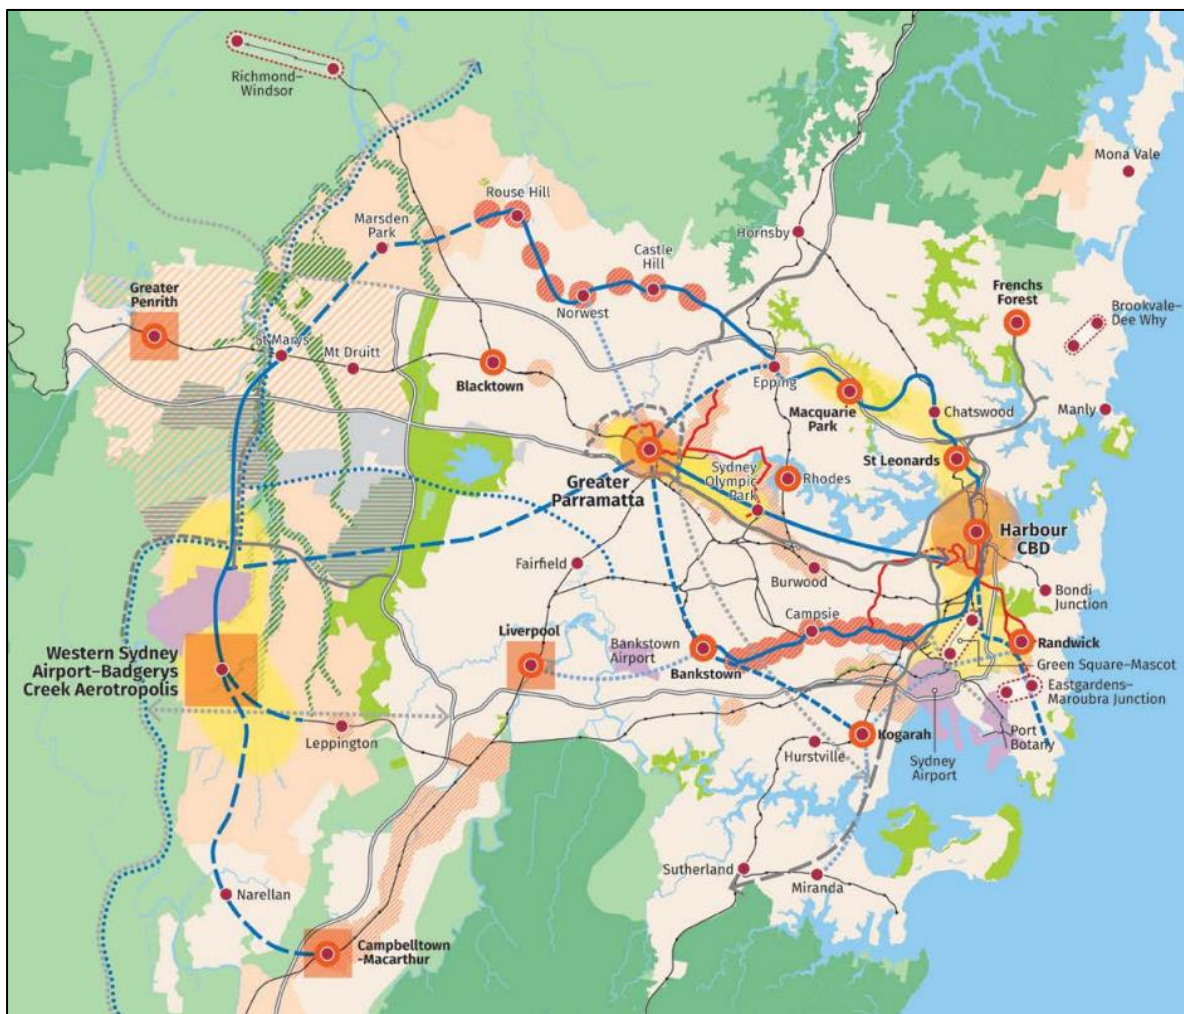 Richmond–
Windsor
Mona Vale
Rouse Hill
Marsden
Park
Hornsby
Castle
Hill
Greater
Penrith
Norwest
Frenchs
Forest
Brookvale–
Dee Why
St Marys
Mt Druitt
Blacktown
Epping
Macquarie
Park
Chatswood
Manly
St Leonards
Greater
Parramatta
Sydney
Olympic
Park
Rhodes
Harbour
CBD
Fairfield
Burwood
Bondi
Junction
Campsie
Liverpool
Bankstown
Airport
Bankstown
Randwick
Western Sydney
Airport–Badgerys
Creek Aerotropolis
Green Square–Mascot
Eastgardens–
Maroubra Junction
Leppington
Kogarah
Hurstville
Port
Botany
Sydney
Airport
Sutherland
Miranda
Narellan
Campbelltown
-Macarthur